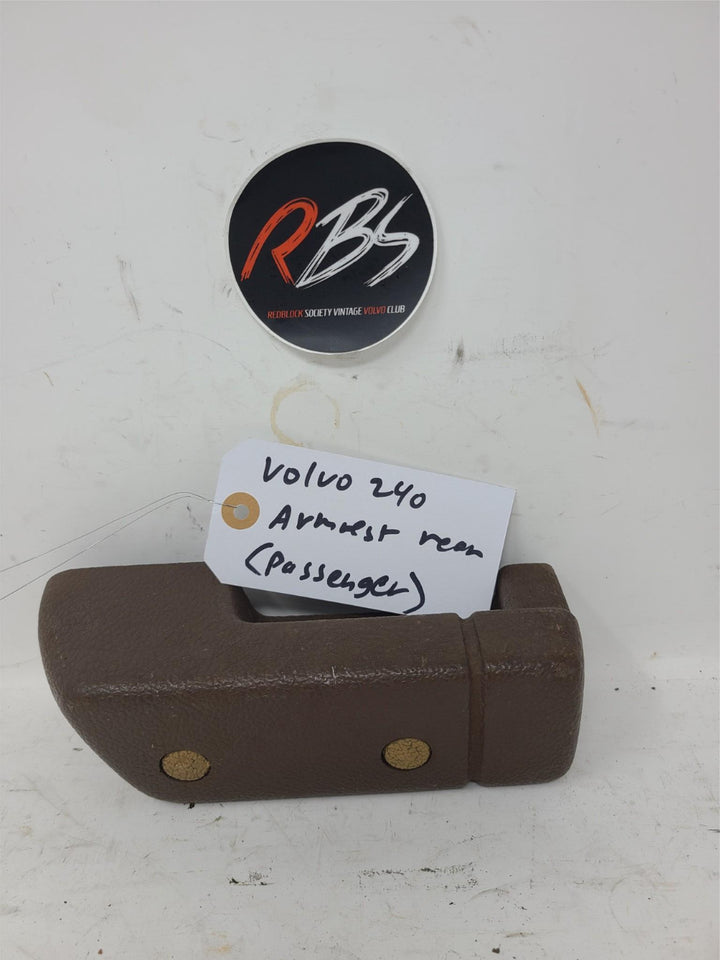 RBS
REDBLOCK SOCIETY VINTAGE VOLVO CLUB
Volvo 240
Armrest rear
(Passenger)